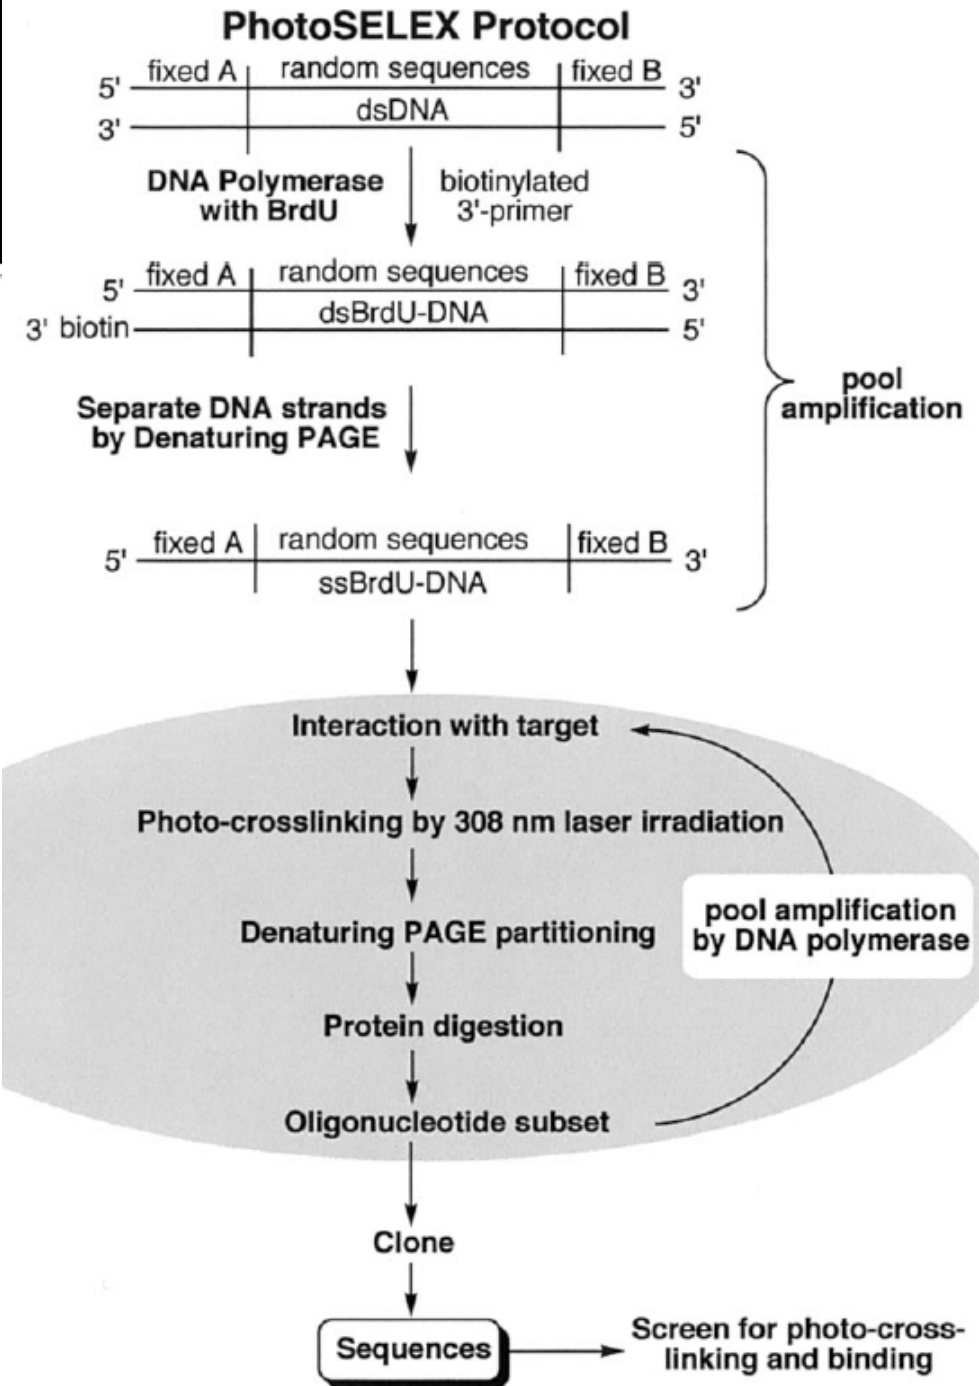 PhotoSELEX Protocol
5' fixed A random sequences fixed B 3'
3' dsDNA 5'
DNA Polymerase
with BrdU
biotinylated
3'-primer
5' fixed A random sequences fixed B 3'
3' biotin dsBrdU-DNA 5'
Separate DNA strands
by Denaturing PAGE
pool
amplification
5' fixed A random sequences fixed B 3'
ssBrdU-DNA
Interaction with target
Photo-crosslinking by 308 nm laser irradiation
Denaturing PAGE partitioning
pool amplification
by DNA polymerase
Protein digestion
Oligonucleotide subset
Clone
Sequences
Screen for photo-cross-
linking and binding